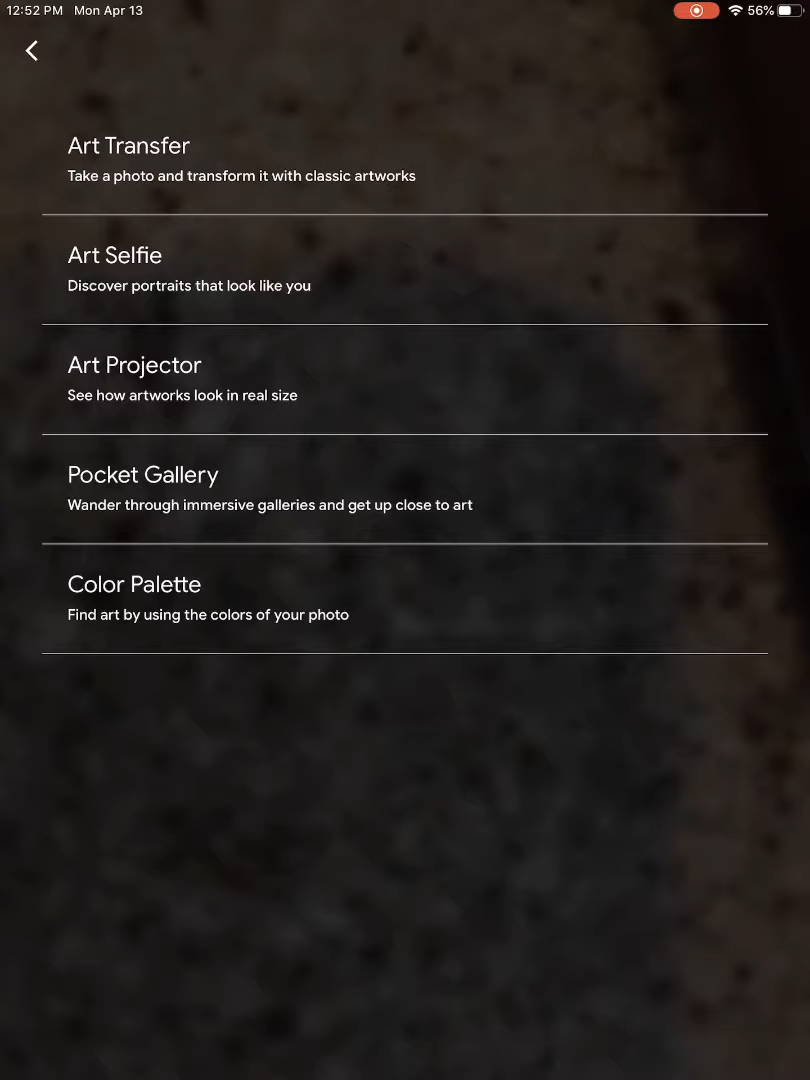 12:52 PM Mon Apr 13
56%
Art Transfer
Take a photo and transform it with classic artworks
Art Selfie
Discover portraits that look like you
Art Projector
See how artworks look in real size
Pocket Gallery
Wander through immersive galleries and get up close to art
Color Palette
Find art by using the colors of your photo